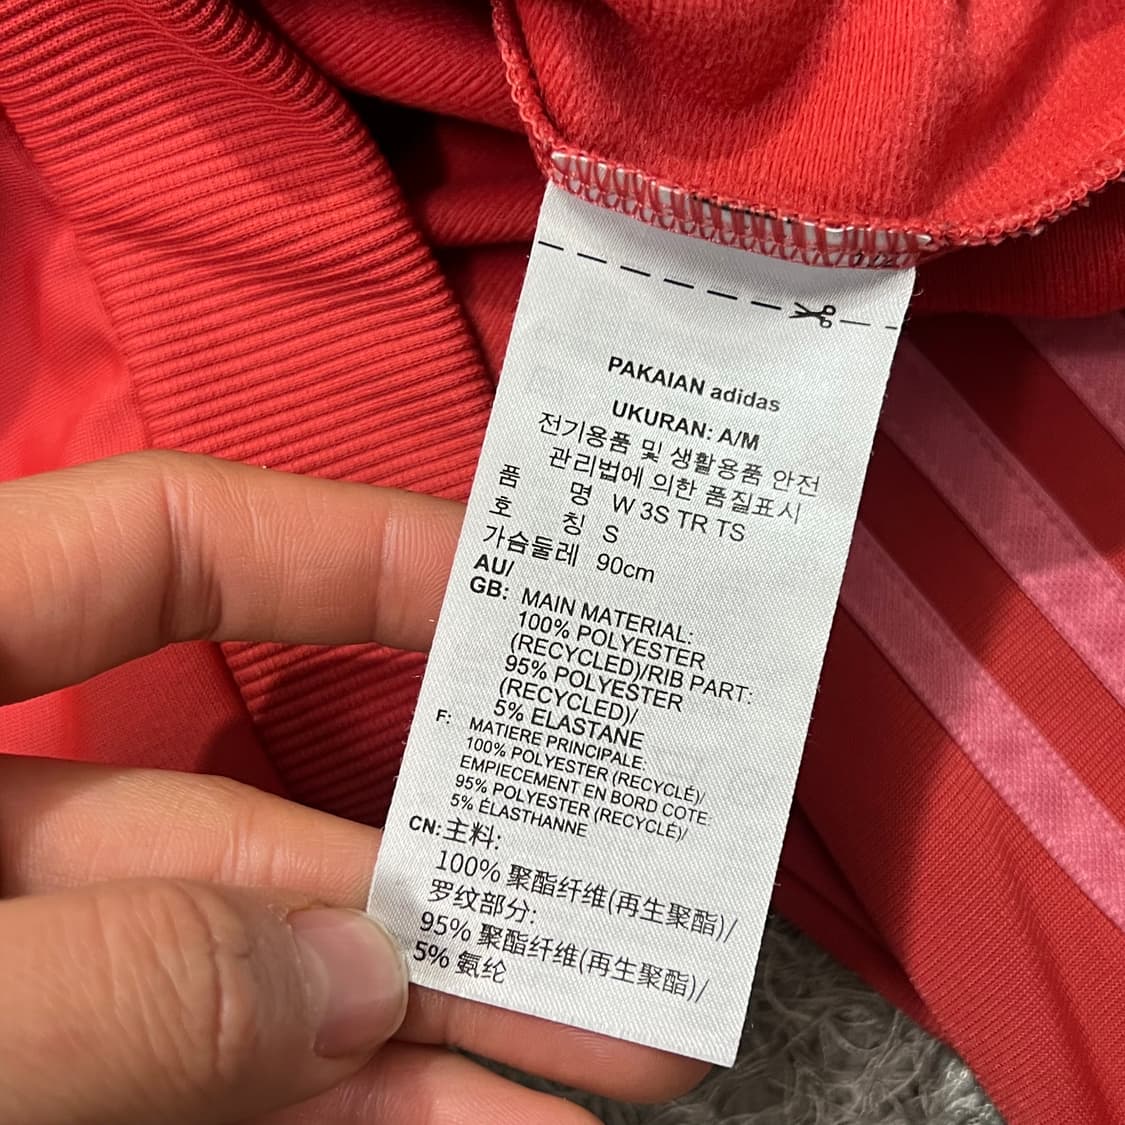 PAKAIAN adidas
UKURAN: A/M
전기용품 및 생활용품 안전
관리법에 의한 품질표시
품 명 W 3S TR TS
호 칭 S
가슴둘레 90cm
AU/
GB: MAIN MATERIAL:
100% POLYESTER
(RECYCLED)/RIB PART:
95% POLYESTER
(RECYCLED)/
5% ELASTANE
F: MATIERE PRINCIPALE:
100% POLYESTER (RECYCLÉ)/
EMPIECEMENT EN BORD COTE:
95% POLYESTER (RECYCLÉ)/
5% ÉLASTHANNE
CN: 主料:
100% 聚酯纤维(再生聚酯)/
罗纹部分:
95% 聚酯纤维(再生聚酯)/
5% 氨纶